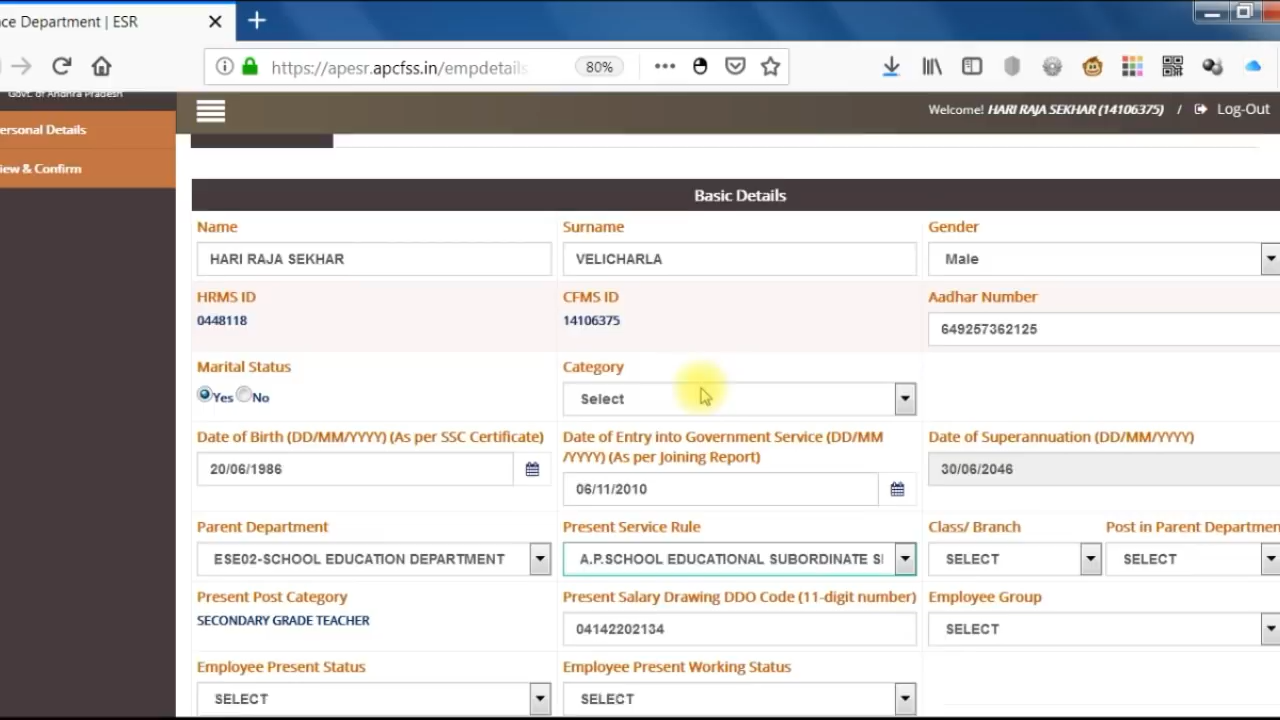 ce Department | ESR
https://apesr.apcfss.in/empdetails
80%
Govt. of Andhra Pradesh
Welcome! HARI RAJA SEKHAR (14106375) / Log-Out
ersonal Details
iew & Confirm
Basic Details
Name Surname Gender
HARI RAJA SEKHAR VELICHARLA Male
HRMS ID CFMS ID Aadhar Number
0448118 14106375 649257362125
Marital Status Category
Yes No Select
Date of Birth (DD/MM/YYYY) (As per SSC Certificate) Date of Entry into Government Service (DD/MM Date of Superannuation (DD/MM/YYYY)
/YYYY) (As per Joining Report)
20/06/1986 06/11/2010 30/06/2046
Parent Department Present Service Rule Class/ Branch Post in Parent Departmen
ESE02-SCHOOL EDUCATION DEPARTMENT A.P.SCHOOL EDUCATIONAL SUBORDINATE SI SELECT SELECT
Present Post Category Present Salary Drawing DDO Code (11-digit number) Employee Group
SECONDARY GRADE TEACHER 04142202134 SELECT
Employee Present Status Employee Present Working Status
SELECT SELECT